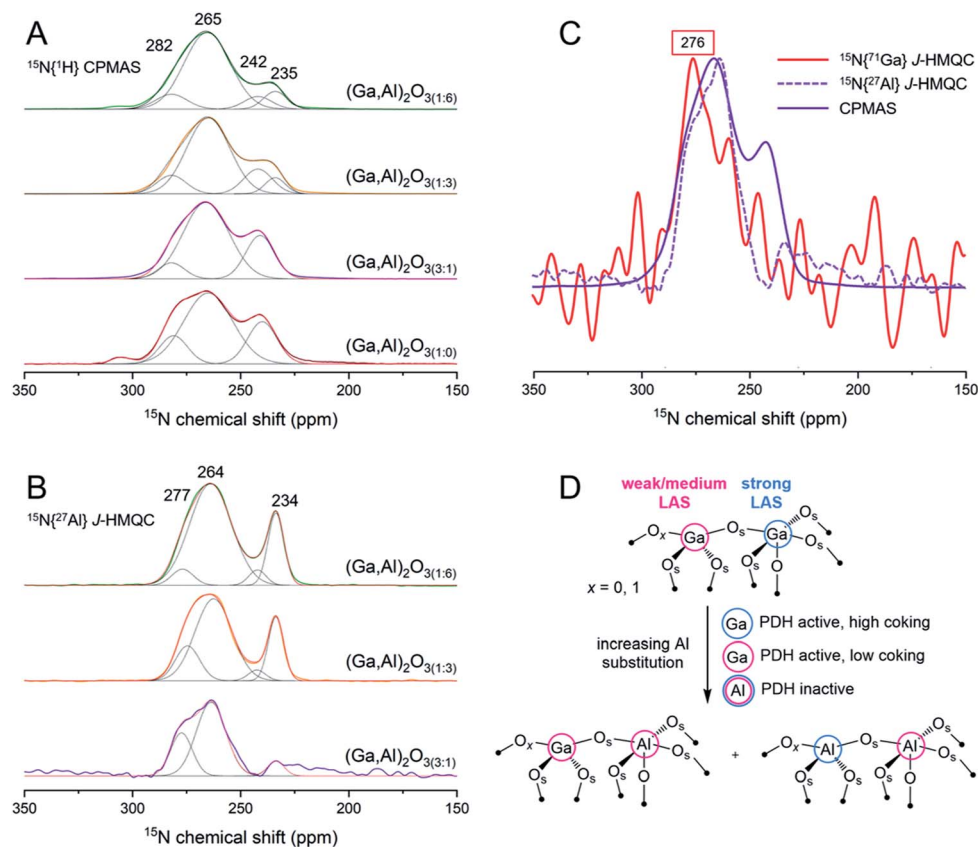 A
¹⁵N{¹H} CPMAS
282
265
242
235
(Ga,Al)₂O₃₍₁:₆₎
(Ga,Al)₂O₃₍₁:₃₎
(Ga,Al)₂O₃₍₃:₁₎
(Ga,Al)₂O₃₍₁:₀₎
350 300 250 200 150
¹⁵N chemical shift (ppm)
C
276
¹⁵N{⁷¹Ga} J-HMQC
¹⁵N{²⁷Al} J-HMQC
CPMAS
350 300 250 200 150
¹⁵N chemical shift (ppm)
B
¹⁵N{²⁷Al} J-HMQC
277
264
234
(Ga,Al)₂O₃₍₁:₆₎
(Ga,Al)₂O₃₍₁:₃₎
(Ga,Al)₂O₃₍₃:₁₎
350 300 250 200 150
¹⁵N chemical shift (ppm)
D
weak/medium strong
LAS LAS
Oₛ
Oₓ Ga Oₛ Ga Oₛ
Oₛ Oₛ Oₛ O
x = 0, 1
increasing Al
substitution
Ga PDH active, high coking
Ga PDH active, low coking
Al PDH inactive
Oₛ
Oₓ Ga Oₛ Al Oₛ
Oₛ Oₛ Oₛ O
+
Oₛ
Oₓ Al Oₛ Al Oₛ
Oₛ Oₛ Oₛ O